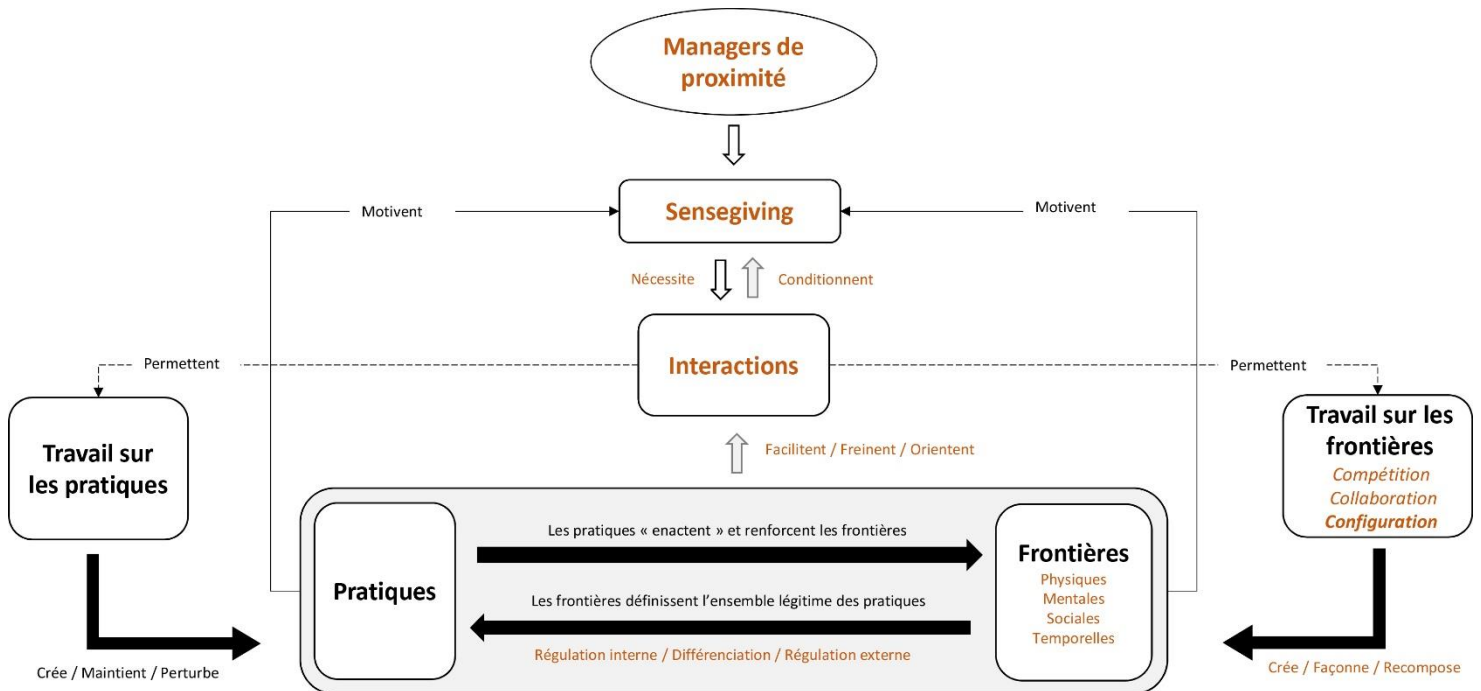 Managers de
proximité
Motivent
Sensegiving
Motivent
Nécessite
Conditionnent
Permettent
Interactions
Permettent
Travail sur
les pratiques
Travail sur les
frontières
Compétition
Collaboration
Configuration
Facilitent / Freinent / Orientent
Pratiques
Les pratiques « enactent » et renforcent les frontières
Les frontières définissent l’ensemble légitime des pratiques
Régulation interne / Différenciation / Régulation externe
Frontières
Physiques
Mentales
Sociales
Temporelles
Crée / Maintient / Perturbe
Crée / Façonne / Recompose